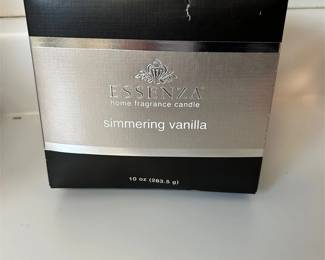 ESSENZA
home fragrance candle
simmering vanilla
10 oz (283.5 g)